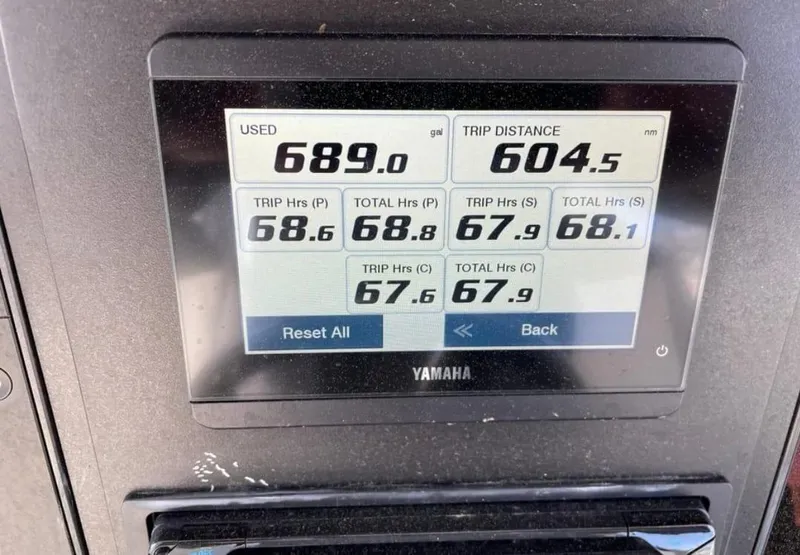 USED gal TRIP DISTANCE nm
689.0 604.5
TRIP Hrs (P) TOTAL Hrs (P) TRIP Hrs (S) TOTAL Hrs (S)
68.6 68.8 67.9 68.1
TRIP Hrs (C) TOTAL Hrs (C)
67.6 67.9
Reset All Back
YAMAHA